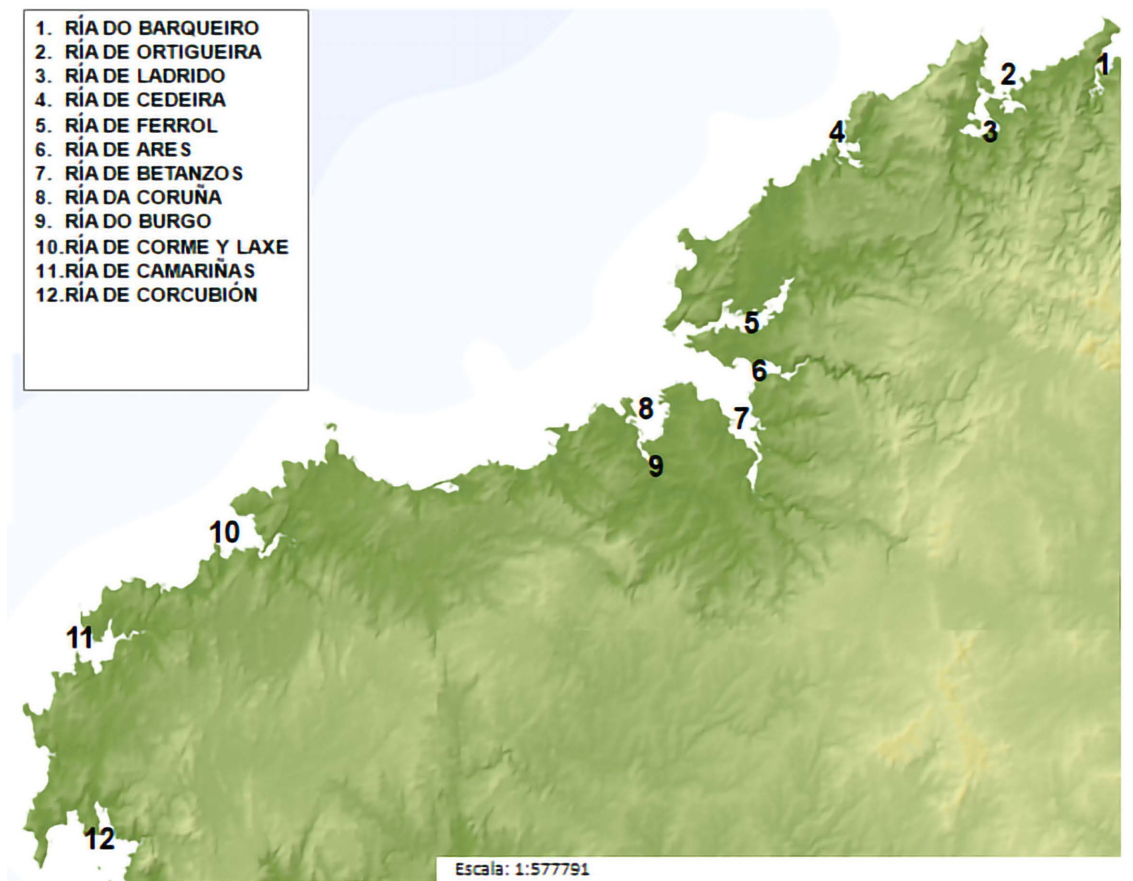 1. RÍA DO BARQUEIRO
2. RÍA DE ORTIGUEIRA
3. RÍA DE LADRIDO
4. RÍA DE CEDEIRA
5. RÍA DE FERROL
6. RÍA DE ARES
7. RÍA DE BETANZOS
8. RÍA DA CORUÑA
9. RÍA DO BURGO
10.RÍA DE CORME Y LAXE
11.RÍA DE CAMARIÑAS
12.RÍA DE CORCUBIÓN
1
2
3
4
5
6
7
8
9
10
11
12
Escala: 1:577791